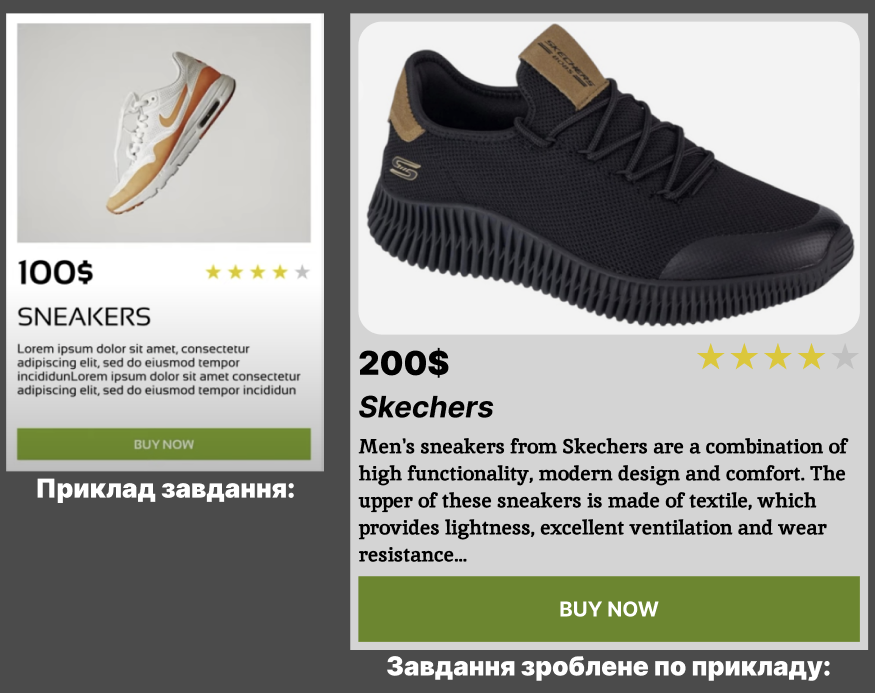 100$
SNEAKERS
Lorem ipsum dolor sit amet, consectetur
adipiscing elit, sed do eiusmod tempor
incididunLorem ipsum dolor sit amet consectetur
adipiscing elit, sed do eiusmod tempor incididun
BUY NOW
Приклад завдання:
SKECHERS
200$
Skechers
Men's sneakers from Skechers are a combination of
high functionality, modern design and comfort. The
upper of these sneakers is made of textile, which
provides lightness, excellent ventilation and wear
resistance...
BUY NOW
Завдання зроблене по прикладу: